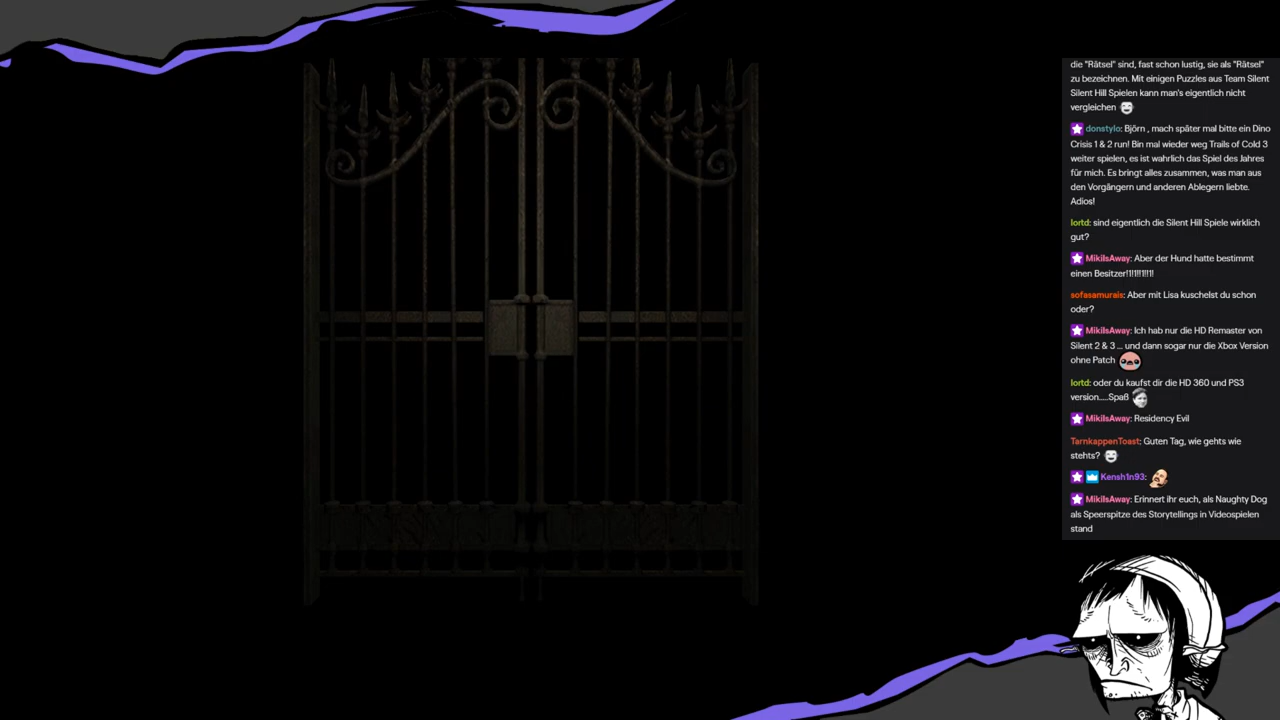 die "Rätsel" sind, fast schon lustig, sie als "Rätsel"
zu bezeichnen. Mit einigen Puzzles aus Team Silent
Silent Hill Spielen kann man's eigentlich nicht
vergleichen
donstylo: Björn , mach später mal bitte ein Dino
Crisis 1 & 2 run! Bin mal wieder weg Trails of Cold 3
weiter spielen, es ist wahrlich das Spiel des Jahres
für mich. Es bringt alles zusammen, was man aus
den Vorgängern und anderen Ablegern liebte.
Adios!
lortd: sind eigentlich die Silent Hill Spiele wirklich
gut?
MikiIsAway: Aber der Hund hatte bestimmt
einen Besitzer!1!1!!1!!1!
sofasamurais: Aber mit Lisa kuschelst du schon
oder?
MikiIsAway: Ich hab nur die HD Remaster von
Silent 2 & 3 ... und dann sogar nur die Xbox Version
ohne Patch
lortd: oder du kaufst dir die HD 360 und PS3
version.....Spaß
MikiIsAway: Residency Evil
TarnkappenToast: Guten Tag, wie gehts wie
stehts?
Kensh1n93:
MikiIsAway: Erinnert ihr euch, als Naughty Dog
als Speerspitze des Storytellings in Videospielen
stand